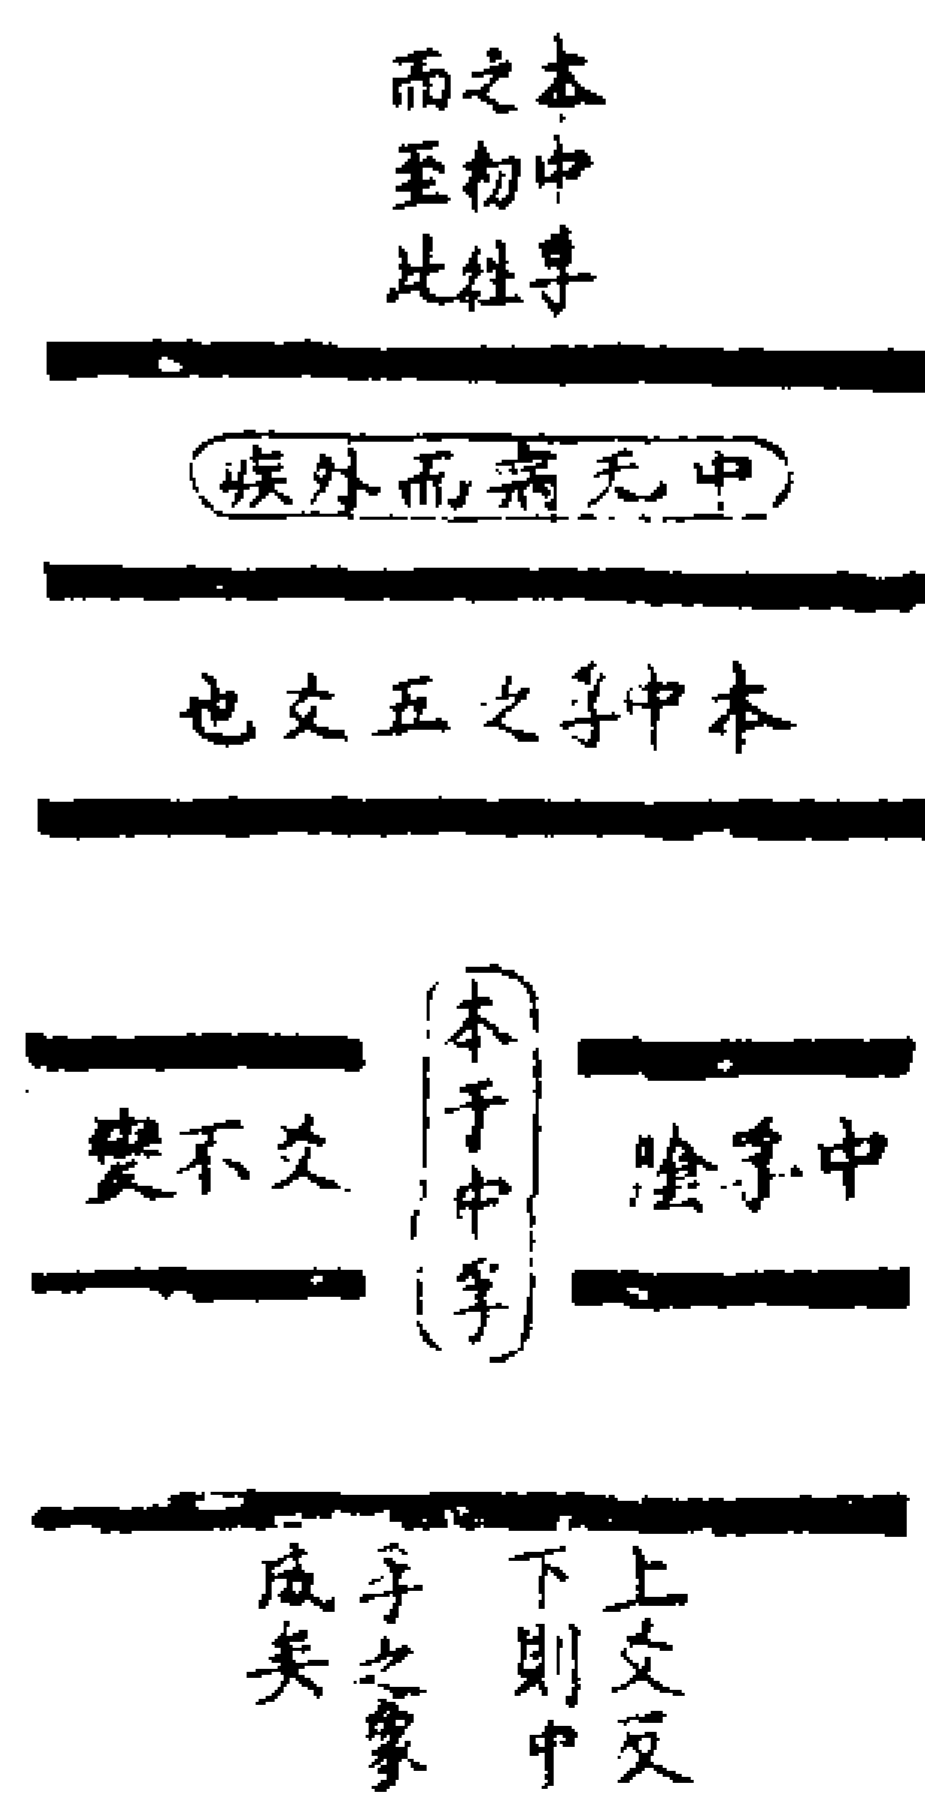 本中孚
之初往
而至此
中无病而外疾
本中孚之五爻也
中孚陰
本于中孚
爻不變
上爻反
下則中
孚之象
成矣